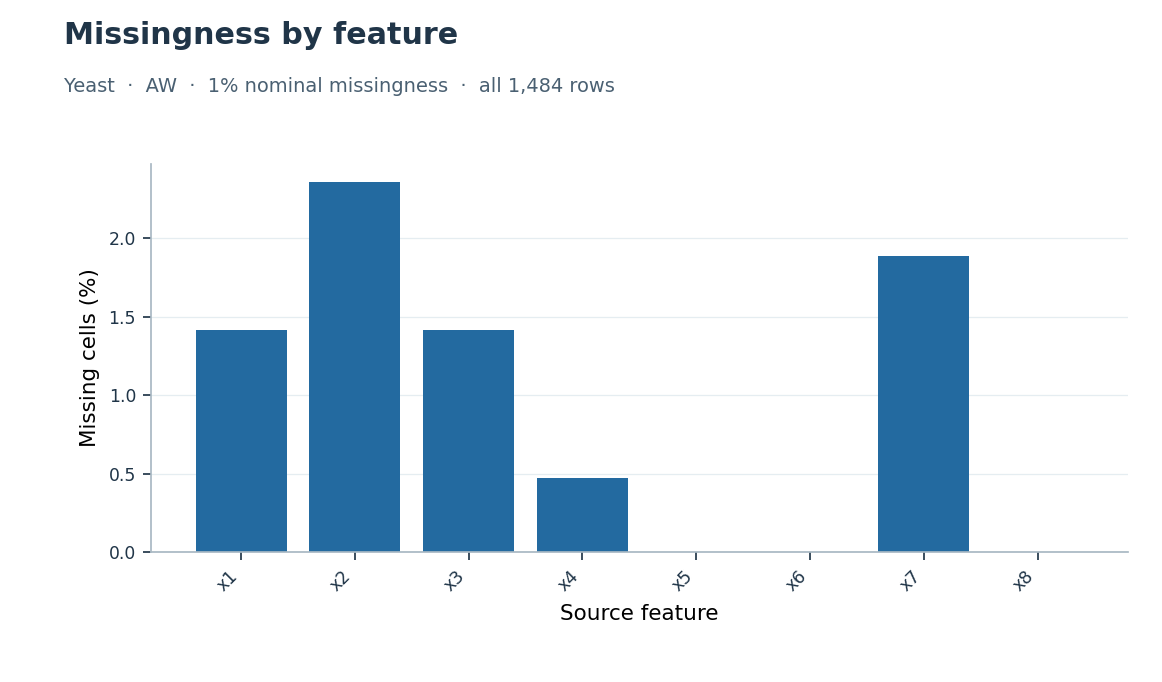 Missingness by feature
Yeast · AW · 1% nominal missingness · all 1,484 rows
Missing cells (%)
2.0
1.5
1.0
0.5
0.0
x1 x2 x3 x4 x5 x6 x7 x8
Source feature